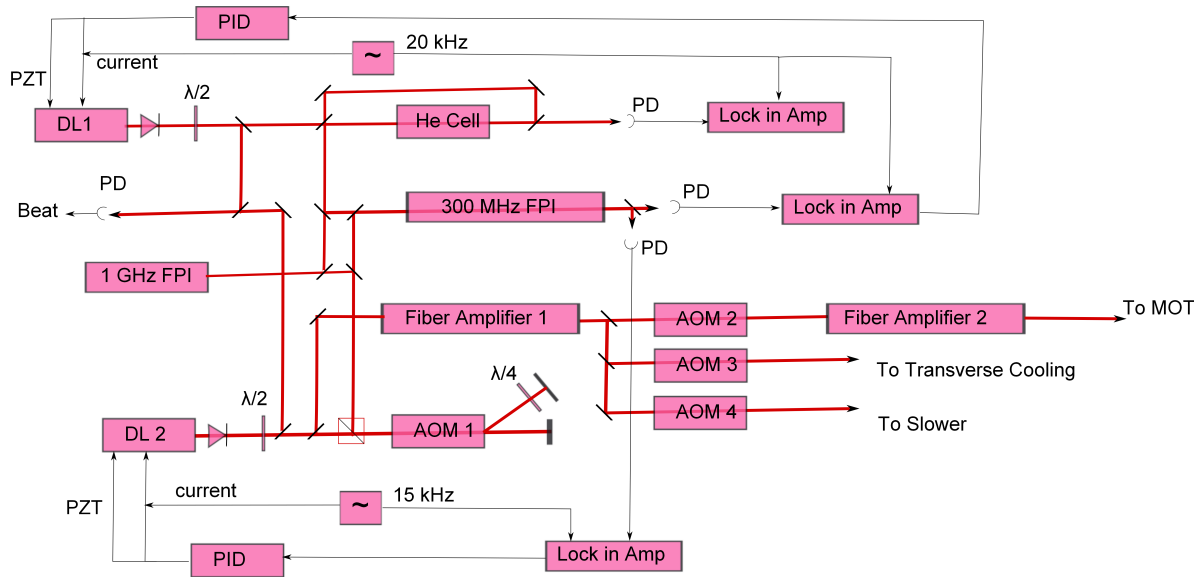 PID
20 kHz
~
current
PZT
λ/2
PD
DL1
He Cell
Lock in Amp
PD
PD
Beat
300 MHz FPI
Lock in Amp
PD
1 GHz FPI
To MOT
Fiber Amplifier 1
AOM 2
Fiber Amplifier 2
AOM 3
To Transverse Cooling
λ/4
λ/2
AOM 4
To Slower
DL 2
AOM 1
current
15 kHz
PZT
~
PID
Lock in Amp